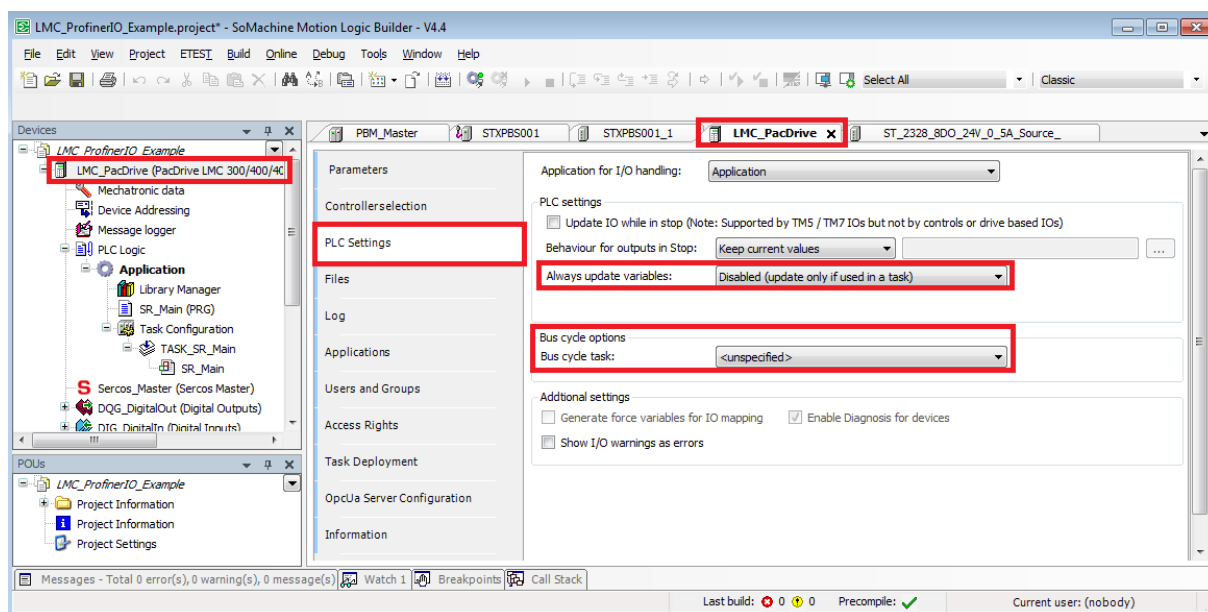 LMC_ProfinerIO_Example.project* - SoMachine Motion Logic Builder - V4.4
File Edit View Project ETEST Build Online Debug Tools Window Help
Select All Classic
Devices
LMC_ProfinerIO_Example
LMC_PacDrive (PacDrive LMC 300/400/40
Mechatronic data
Device Addressing
Message logger
PLC Logic
Application
Library Manager
SR_Main (PRG)
Task Configuration
TASK_SR_Main
SR_Main
Sercos_Master (Sercos Master)
DQG_DigitalOut (Digital Outputs)
DIG_DigitalIn (Digital Inputs)
POUs
LMC_ProfinerIO_Example
Project Information
Project Information
Project Settings
PBM_Master STXPBS001 STXPBS001_1 LMC_PacDrive ST_2328_8DO_24V_0_5A_Source_
Parameters
Controllerselection
PLC Settings
Files
Log
Applications
Users and Groups
Access Rights
Task Deployment
OpcUa Server Configuration
Information
Application for I/O handling: Application
PLC settings
Update IO while in stop (Note: Supported by TM5 / TM7 IOs but not by controls or drive based IOs)
Behaviour for outputs in Stop: Keep current values ...
Always update variables: Disabled (update only if used in a task)
Bus cycle options
Bus cycle task: <unspecified>
Addtional settings
Generate force variables for IO mapping Enable Diagnosis for devices
Show I/O warnings as errors
Messages - Total 0 error(s), 0 warning(s), 0 message(s) Watch 1 Breakpoints Call Stack
Last build: 0 0 Precompile: Current user: (nobody)